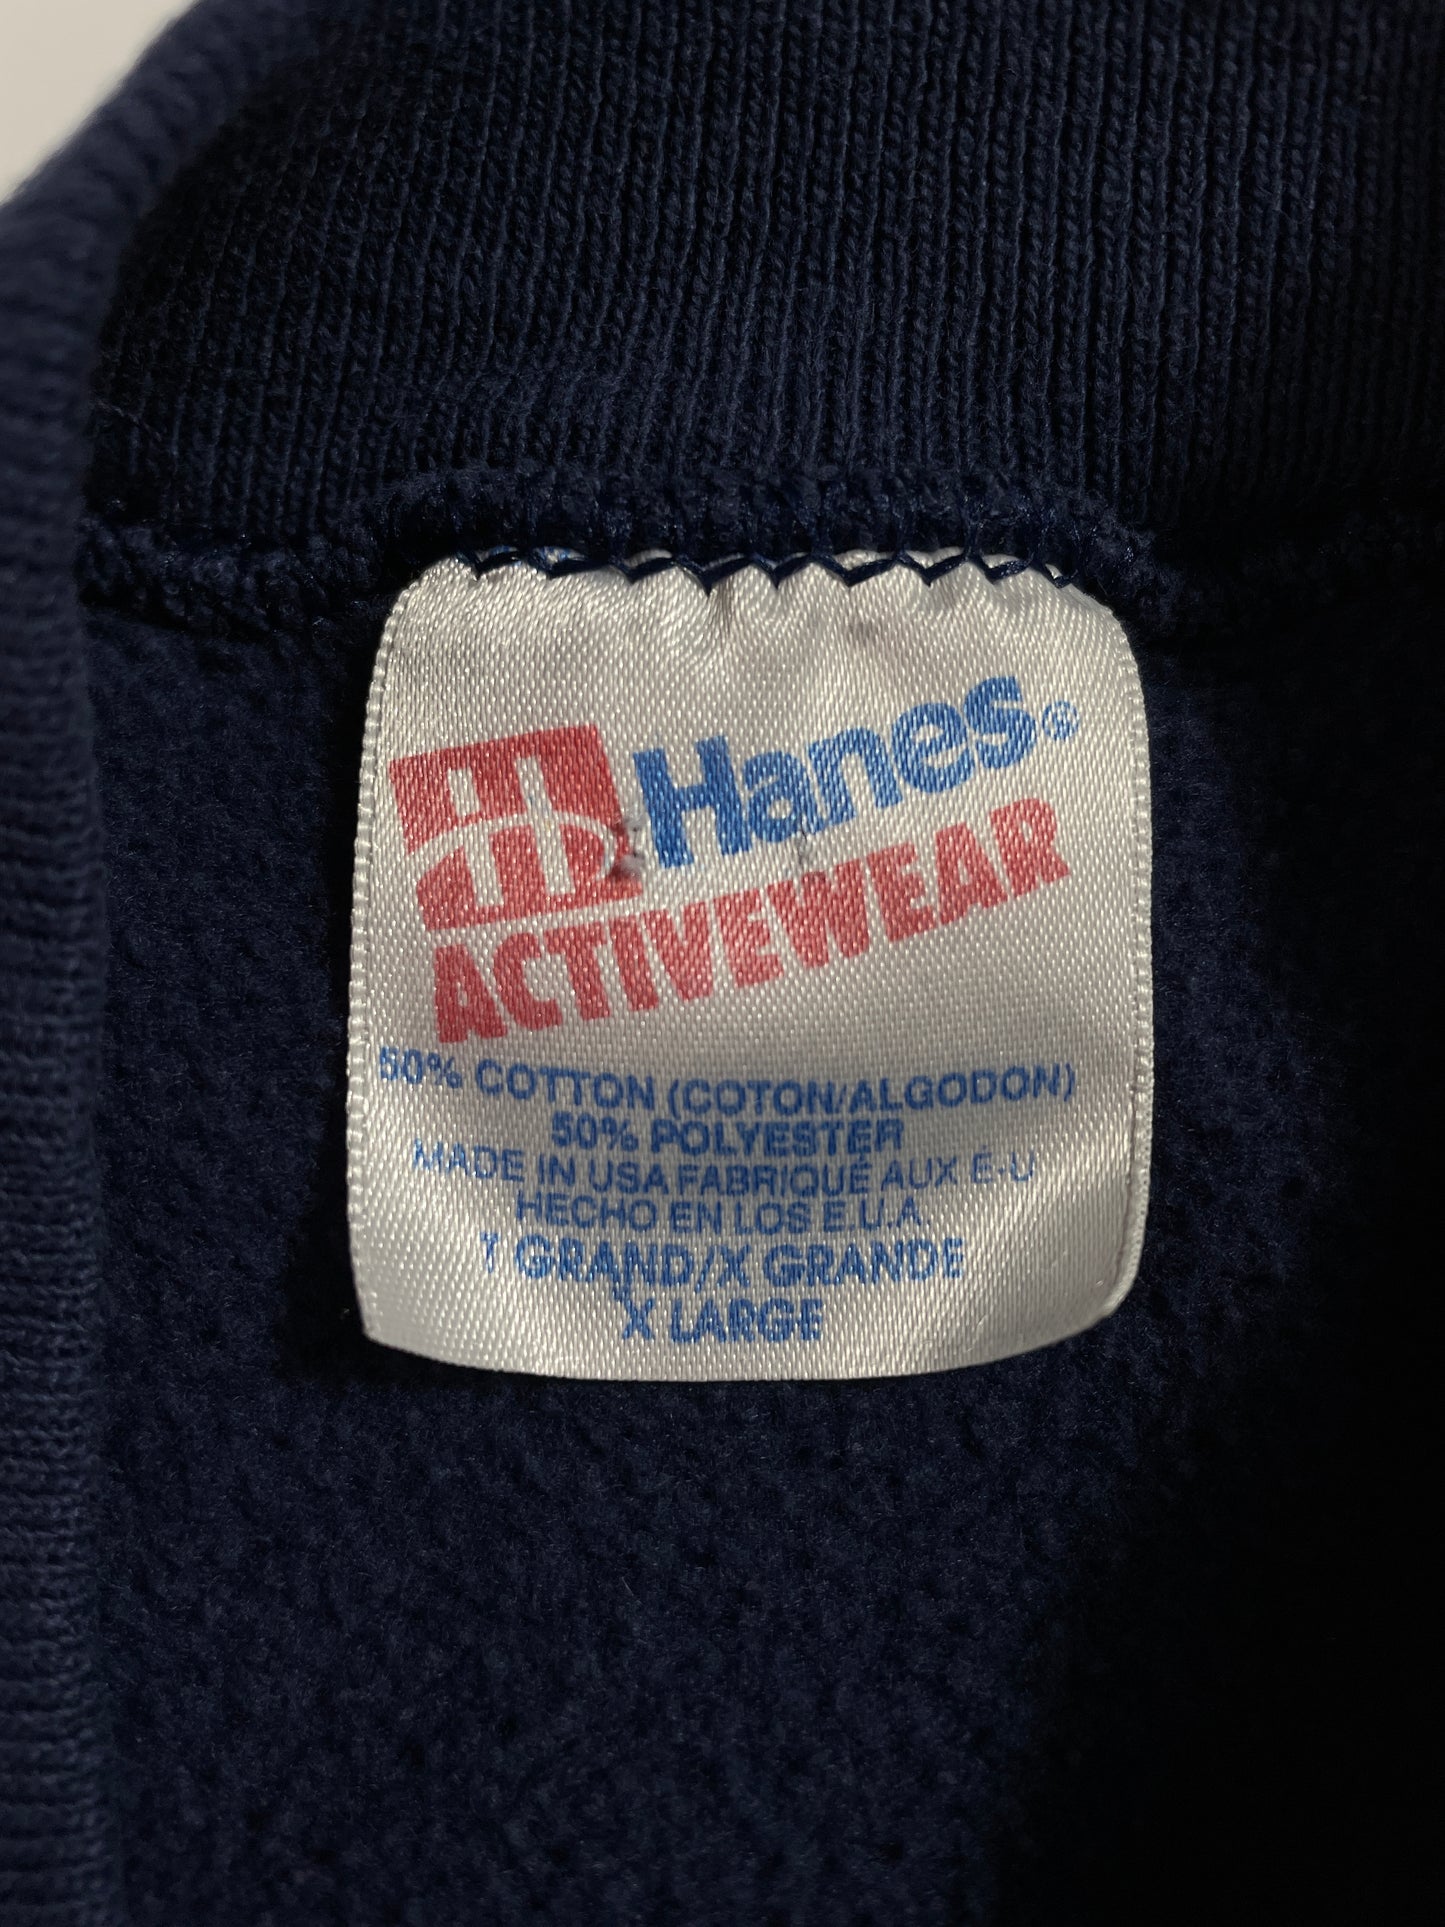 Hanes®
ACTIVEWEAR
50% COTTON (COTON/ALGODON)
50% POLYESTER
MADE IN USA FABRIQUÉ AUX É-U
HECHO EN LOS E.U.A.
T GRAND/X GRANDE
X LARGE